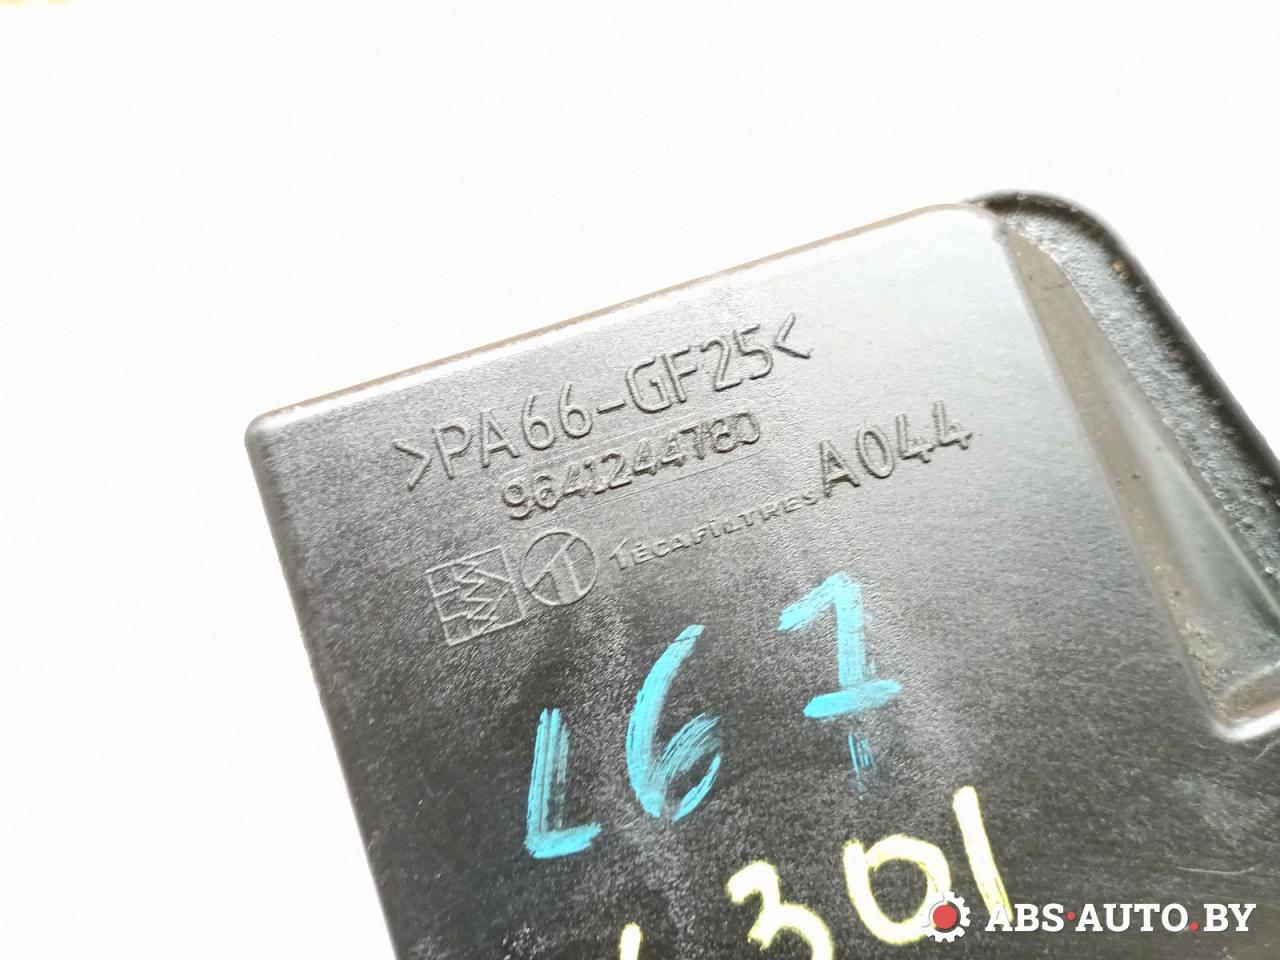 >PA66-GF25<
9641244780
TECAFILTRES A044
L67
301
ABS·AUTO.BY